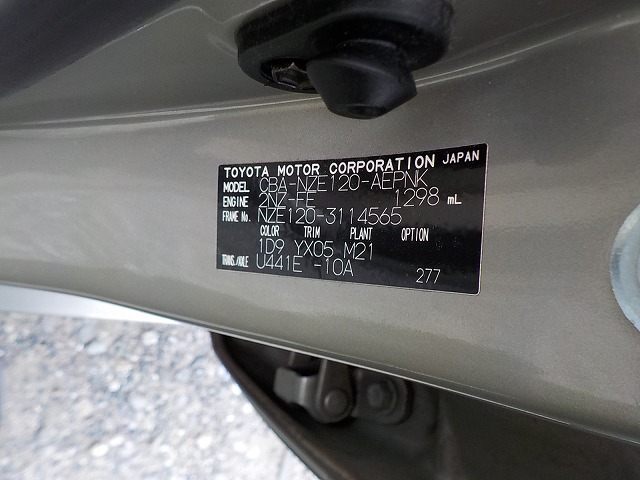 TOYOTA MOTOR CORPORATION JAPAN
MODEL CBA-NZE120-AEPNK
ENGINE 2NZ-FE 1298 mL
FRAME No. NZE120-3114565
COLOR TRIM PLANT OPTION
1D9 YX05 M21
TRANS./AXLE U441E -10A
277